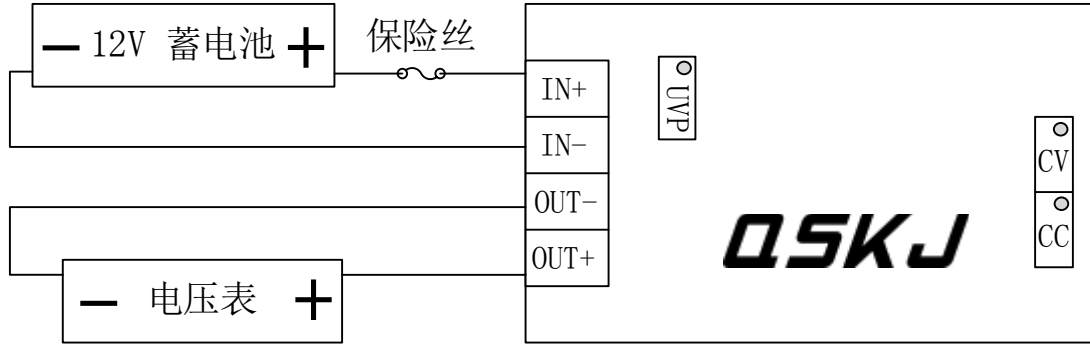 − 12V 蓄电池 +
保险丝
IN+
IN-
OUT-
OUT+
− 电压表 +
UVP
CV
CC
QSKJ